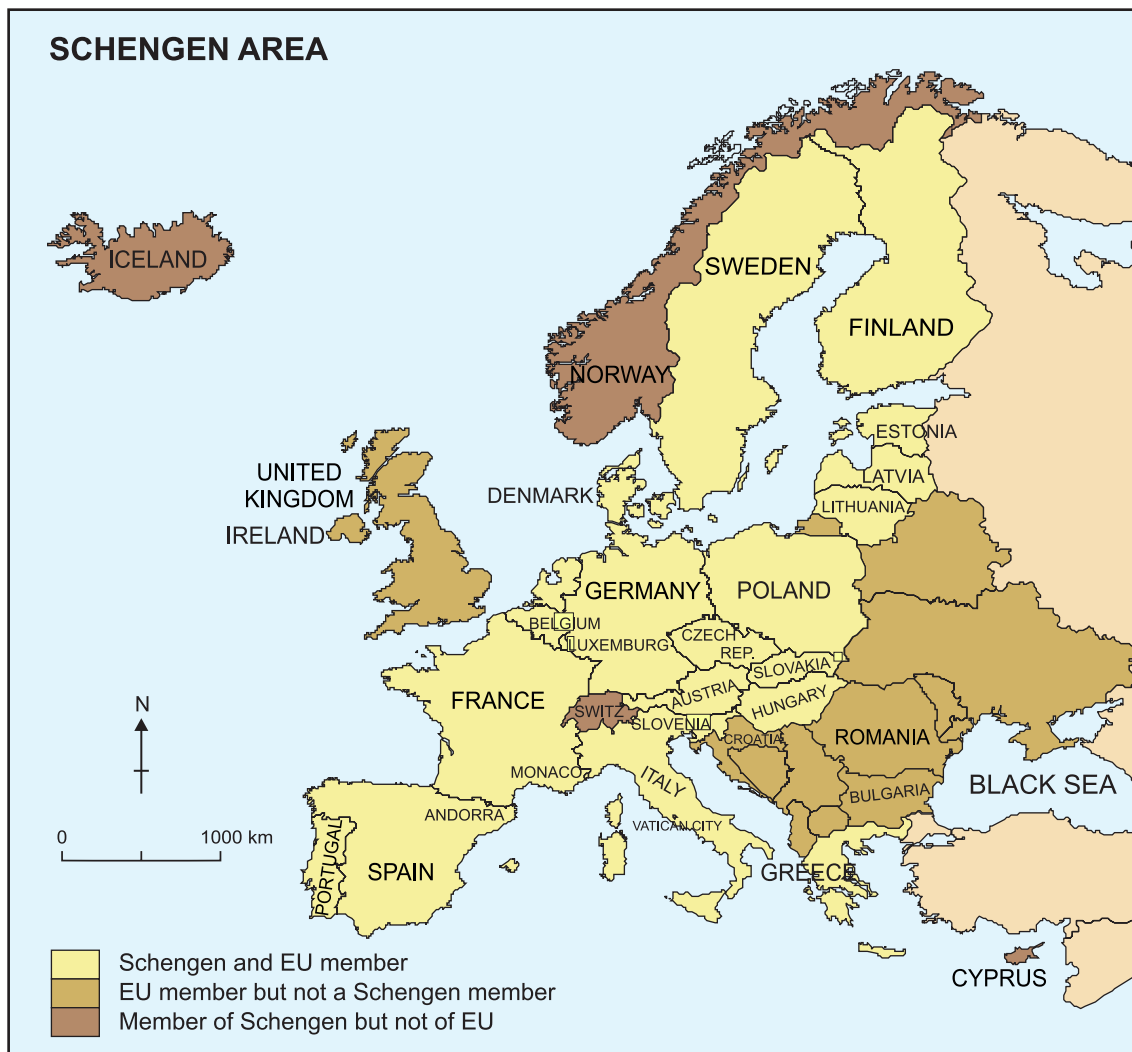 SCHENGEN AREA
ICELAND
SWEDEN
FINLAND
NORWAY
ESTONIA
LATVIA
LITHUANIA
UNITED
KINGDOM
DENMARK
IRELAND
GERMANY
POLAND
BELGIUM
LUXEMBURG
CZECH
REP.
SLOVAKIA
AUSTRIA
HUNGARY
FRANCE
SWITZ
SLOVENIA
CROATIA
ROMANIA
N
MONACO
ITALY
BULGARIA
BLACK SEA
ANDORRA
VATICAN CITY
0 1000 km
PORTUGAL
SPAIN
GREECE
CYPRUS
Schengen and EU member
EU member but not a Schengen member
Member of Schengen but not of EU